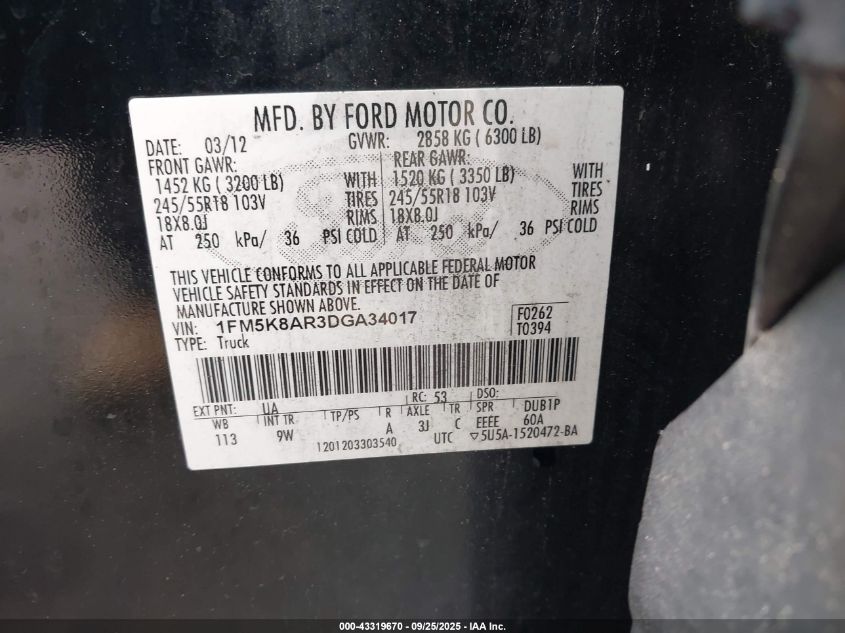 MFD. BY FORD MOTOR CO.
DATE: 03/12 GVWR: 2858 KG ( 6300 LB)
FRONT GAWR: REAR GAWR:
1452 KG ( 3200 LB) WITH 1520 KG ( 3350 LB) WITH
245/55R18 103V TIRES 245/55R18 103V TIRES
18X8.0J RIMS 18X8.0J RIMS
AT 250 kPa/ 36 PSI COLD AT 250 kPa/ 36 PSI COLD
THIS VEHICLE CONFORMS TO ALL APPLICABLE FEDERAL MOTOR
VEHICLE SAFETY STANDARDS IN EFFECT ON THE DATE OF
MANUFACTURE SHOWN ABOVE.
VIN: 1FM5K8AR3DGA34017 F0262
TYPE: Truck T0394
EXT PNT: UA RC: 53 DSO:
WB INT TR TP/PS R AXLE TR SPR DUB1P
113 9W A 3J C EEEE 60A
1201203303540 UTC ▽5U5A-1520472-BA
000-43319670 - 09/25/2025 - IAA Inc.